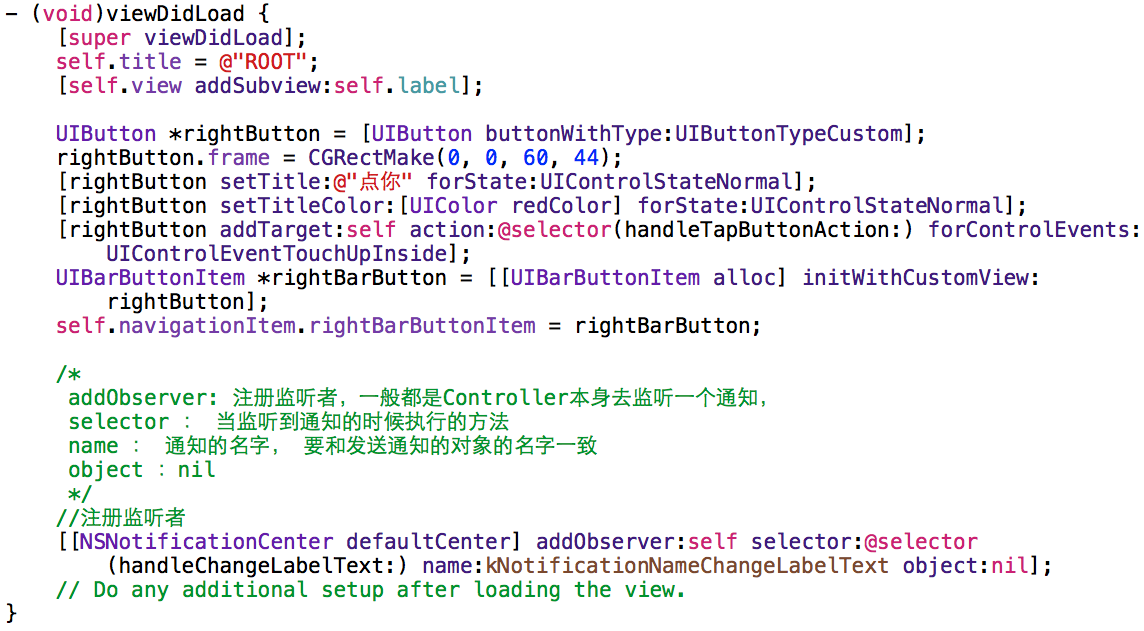 - (void)viewDidLoad {
    [super viewDidLoad];
    self.title = @"ROOT";
    [self.view addSubview:self.label];

    UIButton *rightButton = [UIButton buttonWithType:UIButtonTypeCustom];
    rightButton.frame = CGRectMake(0, 0, 60, 44);
    [rightButton setTitle:@"点你" forState:UIControlStateNormal];
    [rightButton setTitleColor:[UIColor redColor] forState:UIControlStateNormal];
    [rightButton addTarget:self action:@selector(handleTapButtonAction:) forControlEvents:
        UIControlEventTouchUpInside];
    UIBarButtonItem *rightBarButton = [[UIBarButtonItem alloc] initWithCustomView:
        rightButton];
    self.navigationItem.rightBarButtonItem = rightBarButton;

    /*
     addObserver: 注册监听者，一般都是Controller本身去监听一个通知，
     selector ： 当监听到通知的时候执行的方法
     name ： 通知的名字， 要和发送通知的对象的名字一致
     object ：nil
     */
    //注册监听者
    [[NSNotificationCenter defaultCenter] addObserver:self selector:@selector
        (handleChangeLabelText:) name:kNotificationNameChangeLabelText object:nil];
    // Do any additional setup after loading the view.
}